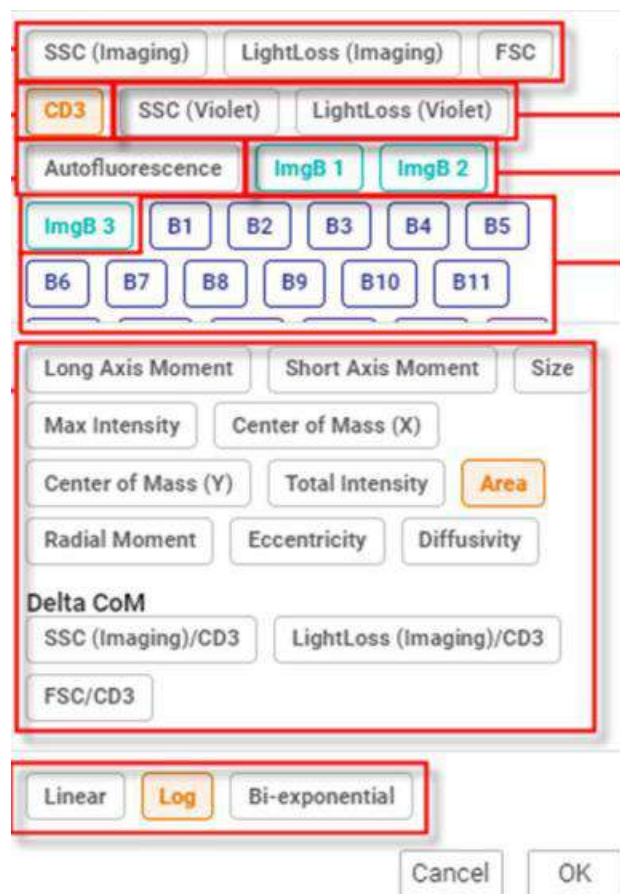 SSC (Imaging) LightLoss (Imaging) FSC
CD3 SSC (Violet) LightLoss (Violet)
Autofluorescence ImgB 1 ImgB 2
ImgB 3 B1 B2 B3 B4 B5
B6 B7 B8 B9 B10 B11
Long Axis Moment Short Axis Moment Size
Max Intensity Center of Mass (X)
Center of Mass (Y) Total Intensity Area
Radial Moment Eccentricity Diffusivity
Delta CoM
SSC (Imaging)/CD3 LightLoss (Imaging)/CD3
FSC/CD3
Linear Log Bi-exponential
Cancel OK